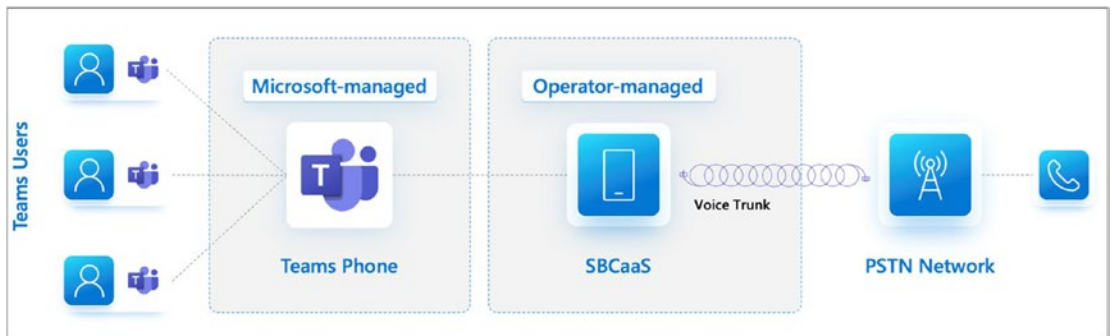 Teams Users
Microsoft-managed
Teams Phone
Operator-managed
SBCaaS
Voice Trunk
PSTN Network
T
T
T
T